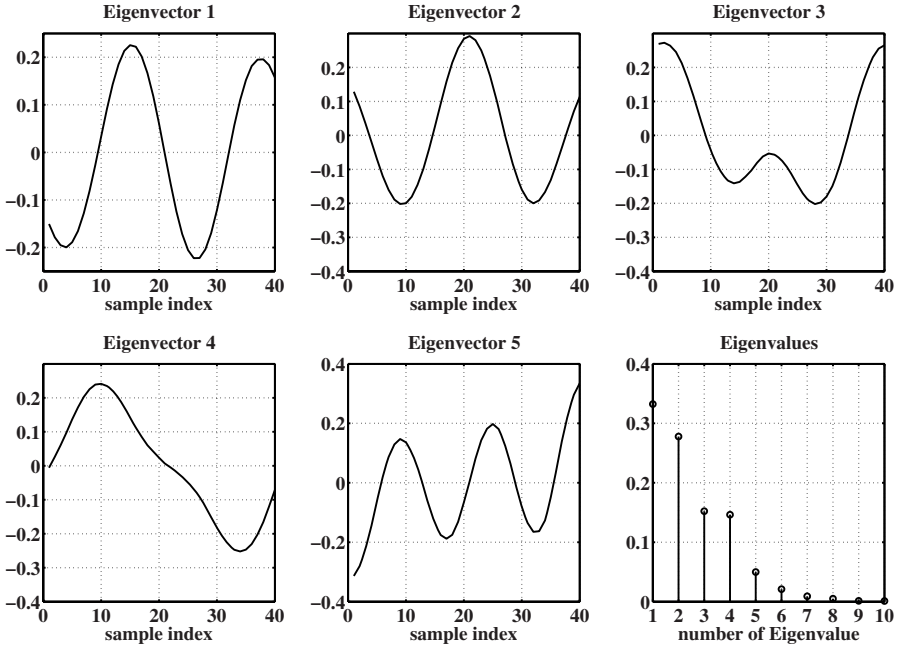 Eigenvector 1
0.2
0.1
0
−0.1
−0.2
0 10 20 30 40
sample index
Eigenvector 2
0.2
0.1
0
−0.1
−0.2
−0.3
−0.4
0 10 20 30 40
sample index
Eigenvector 3
0.2
0.1
0
−0.1
−0.2
−0.3
−0.4
0 10 20 30 40
sample index
Eigenvector 4
0.2
0.1
0
−0.1
−0.2
−0.3
−0.4
0 10 20 30 40
sample index
Eigenvector 5
0.4
0.2
0
−0.2
−0.4
0 10 20 30 40
sample index
Eigenvalues
0.4
0.3
0.2
0.1
0
1 2 3 4 5 6 7 8 9 10
number of Eigenvalue